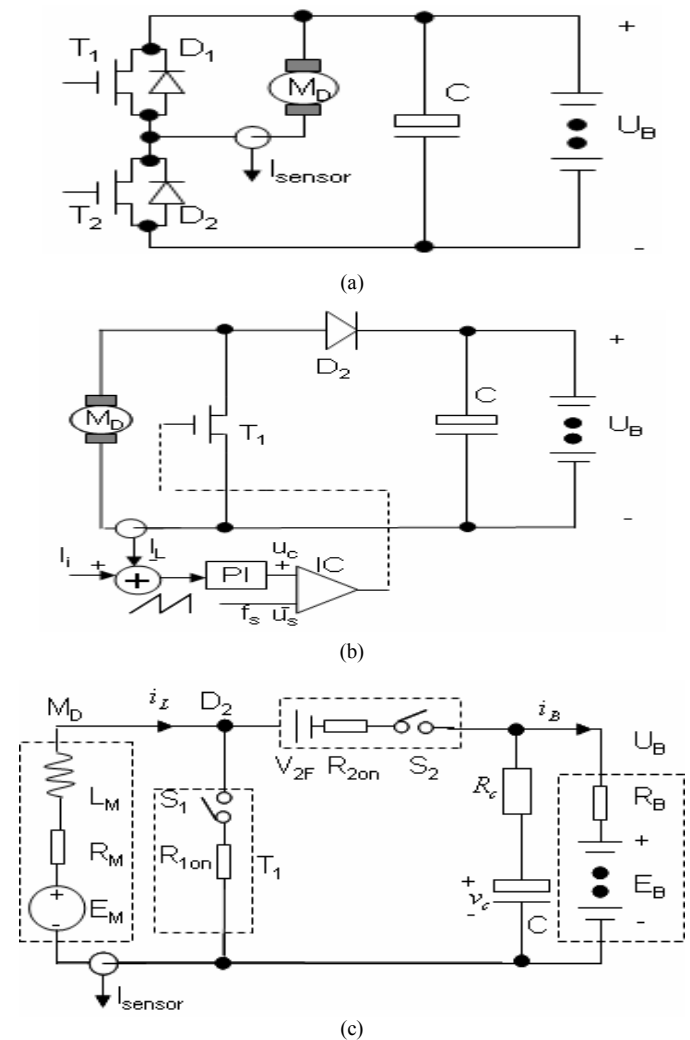 T1 D1
MD
C
+
UB
Isensor
T2 D2
-
(a)
D2
+
MD
T1
C
UB
-
Ii + - IL
+
PI
uc
+
IC
fs
us
-
(b)
MD iL D2
iB
V2F R2on S2
UB
LM
S1
Rc
RB
RM
R1on
T1
+
EM
+
-
+
vc
-
C
EB
-
Isensor
(c)